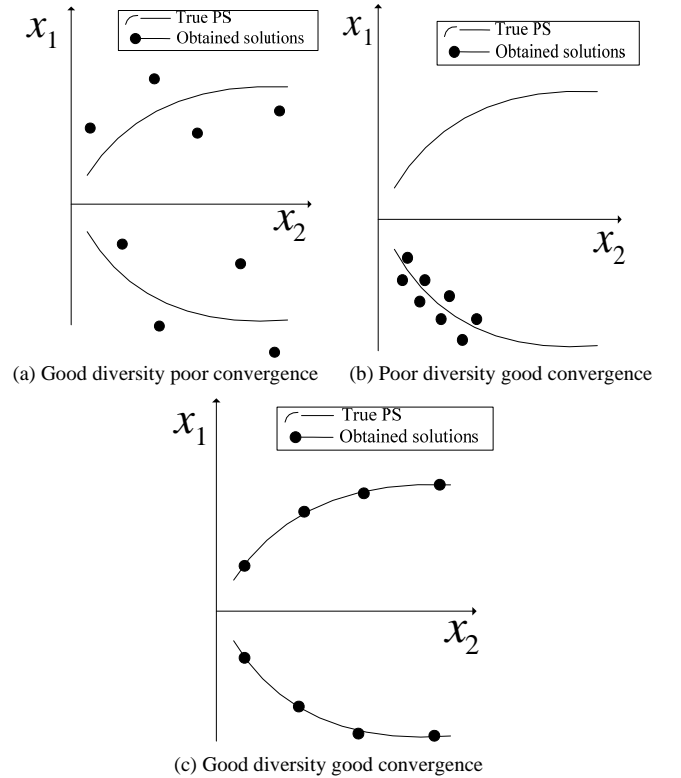 x1
True PS
Obtained solutions
x2
(a) Good diversity poor convergence
x1
True PS
Obtained solutions
x2
(b) Poor diversity good convergence
x1
True PS
Obtained solutions
x2
(c) Good diversity good convergence